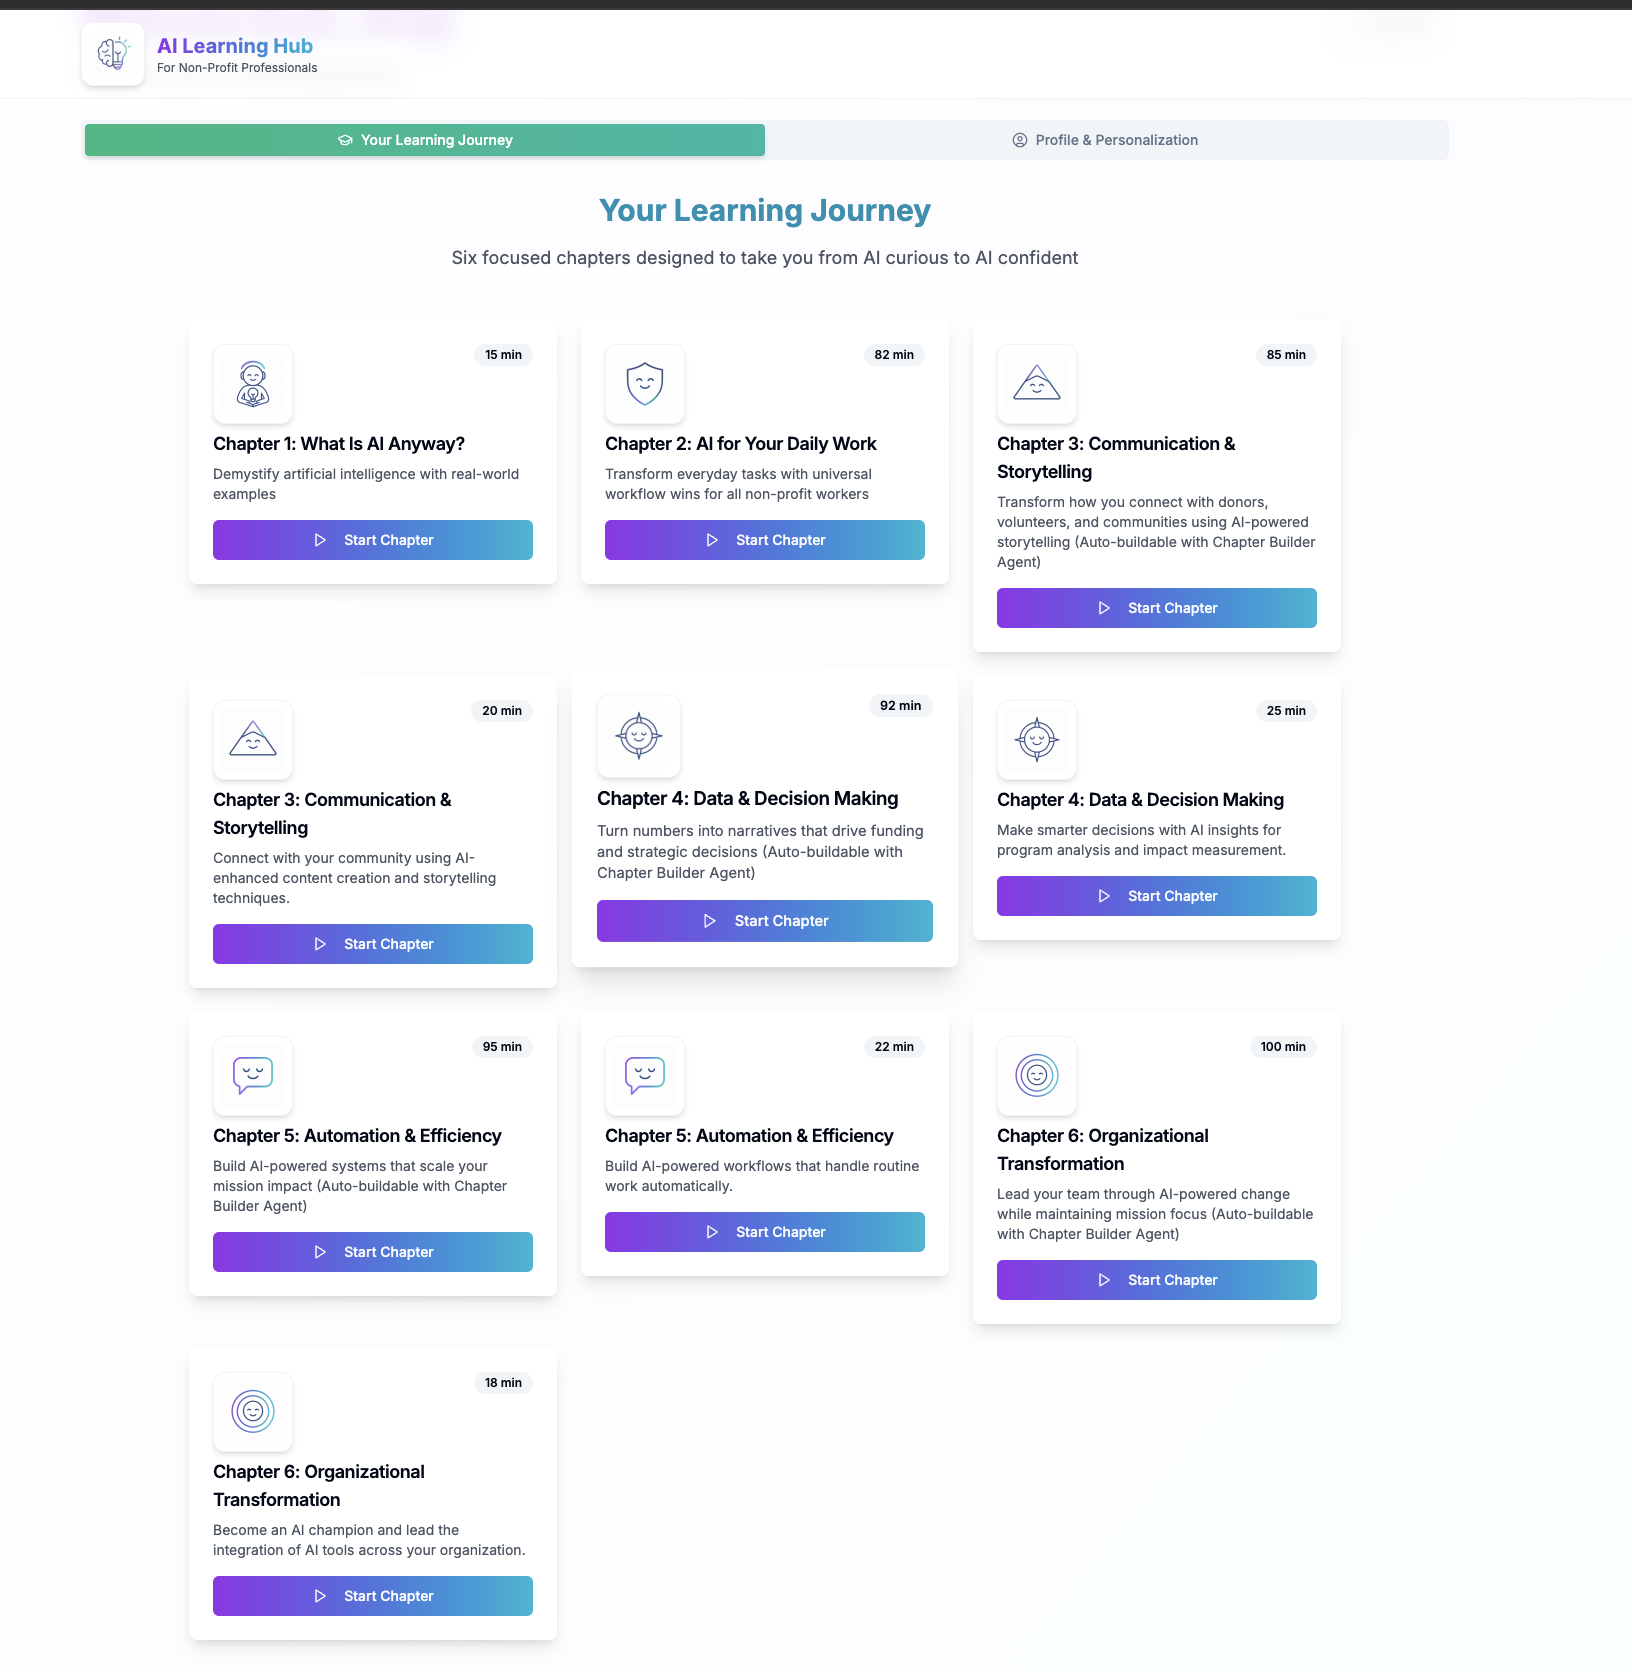 AI Learning Hub
For Non-Profit Professionals
Your Learning Journey
Profile & Personalization
Your Learning Journey
Six focused chapters designed to take you from AI curious to AI confident
15 min
Chapter 1: What Is AI Anyway?
Demystify artificial intelligence with real-world
examples
Start Chapter
82 min
Chapter 2: AI for Your Daily Work
Transform everyday tasks with universal
workflow wins for all non-profit workers
Start Chapter
85 min
Chapter 3: Communication &
Storytelling
Transform how you connect with donors,
volunteers, and communities using AI-powered
storytelling (Auto-buildable with Chapter Builder
Agent)
Start Chapter
20 min
Chapter 3: Communication &
Storytelling
Connect with your community using AI-
enhanced content creation and storytelling
techniques.
Start Chapter
92 min
Chapter 4: Data & Decision Making
Turn numbers into narratives that drive funding
and strategic decisions (Auto-buildable with
Chapter Builder Agent)
Start Chapter
25 min
Chapter 4: Data & Decision Making
Make smarter decisions with AI insights for
program analysis and impact measurement.
Start Chapter
95 min
Chapter 5: Automation & Efficiency
Build AI-powered systems that scale your
mission impact (Auto-buildable with Chapter
Builder Agent)
Start Chapter
22 min
Chapter 5: Automation & Efficiency
Build AI-powered workflows that handle routine
work automatically.
Start Chapter
100 min
Chapter 6: Organizational
Transformation
Lead your team through AI-powered change
while maintaining mission focus (Auto-buildable
with Chapter Builder Agent)
Start Chapter
18 min
Chapter 6: Organizational
Transformation
Become an AI champion and lead the
integration of AI tools across your organization.
Start Chapter